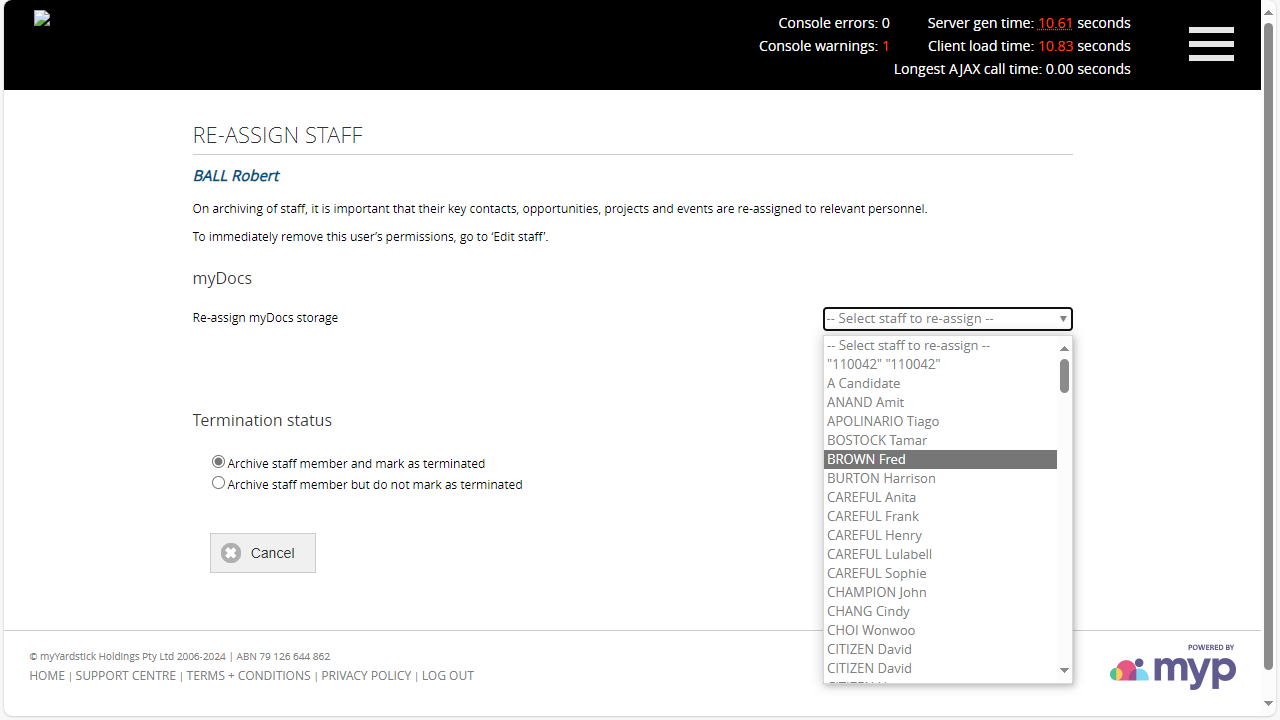 Console errors: 0
Server gen time: 10.61 seconds
Console warnings: 1
Client load time: 10.83 seconds
Longest AJAX call time: 0.00 seconds
RE-ASSIGN STAFF
BALL Robert
On archiving of staff, it is important that their key contacts, opportunities, projects and events are re-assigned to relevant personnel.
To immediately remove this user's permissions, go to ‘Edit staff’.
myDocs
Re-assign myDocs storage
-- Select staff to re-assign --
-- Select staff to re-assign --
"110042" "110042"
A Candidate
ANAND Amit
APOLINARIO Tiago
BOSTOCK Tamar
BROWN Fred
BURTON Harrison
CAREFUL Anita
CAREFUL Frank
CAREFUL Henry
CAREFUL Lulabell
CAREFUL Sophie
CHAMPION John
CHANG Cindy
CHOI Wonwoo
CITIZEN David
CITIZEN David
Termination status
Archive staff member and mark as terminated
Archive staff member but do not mark as terminated
Cancel
© myYardstick Holdings Pty Ltd 2006-2024 | ABN 79 126 644 862
HOME | SUPPORT CENTRE | TERMS + CONDITIONS | PRIVACY POLICY | LOG OUT
POWERED BY
myp